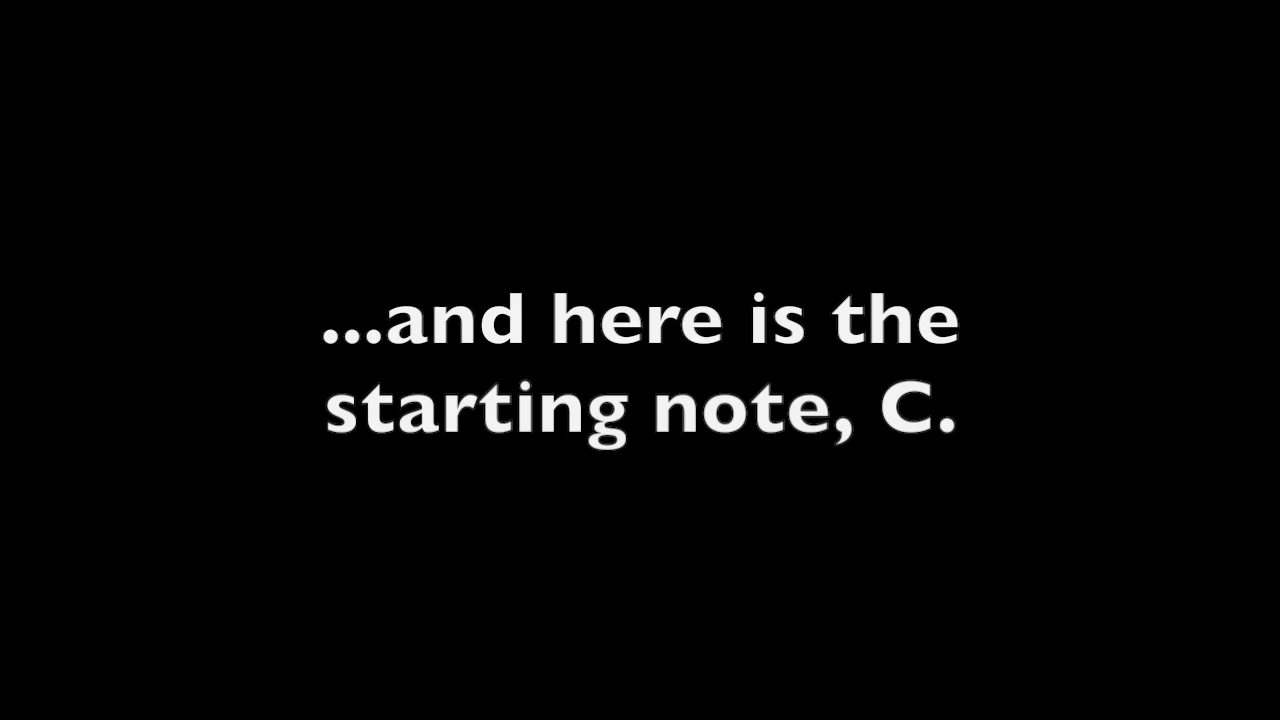 ...and here is the
starting note, C.